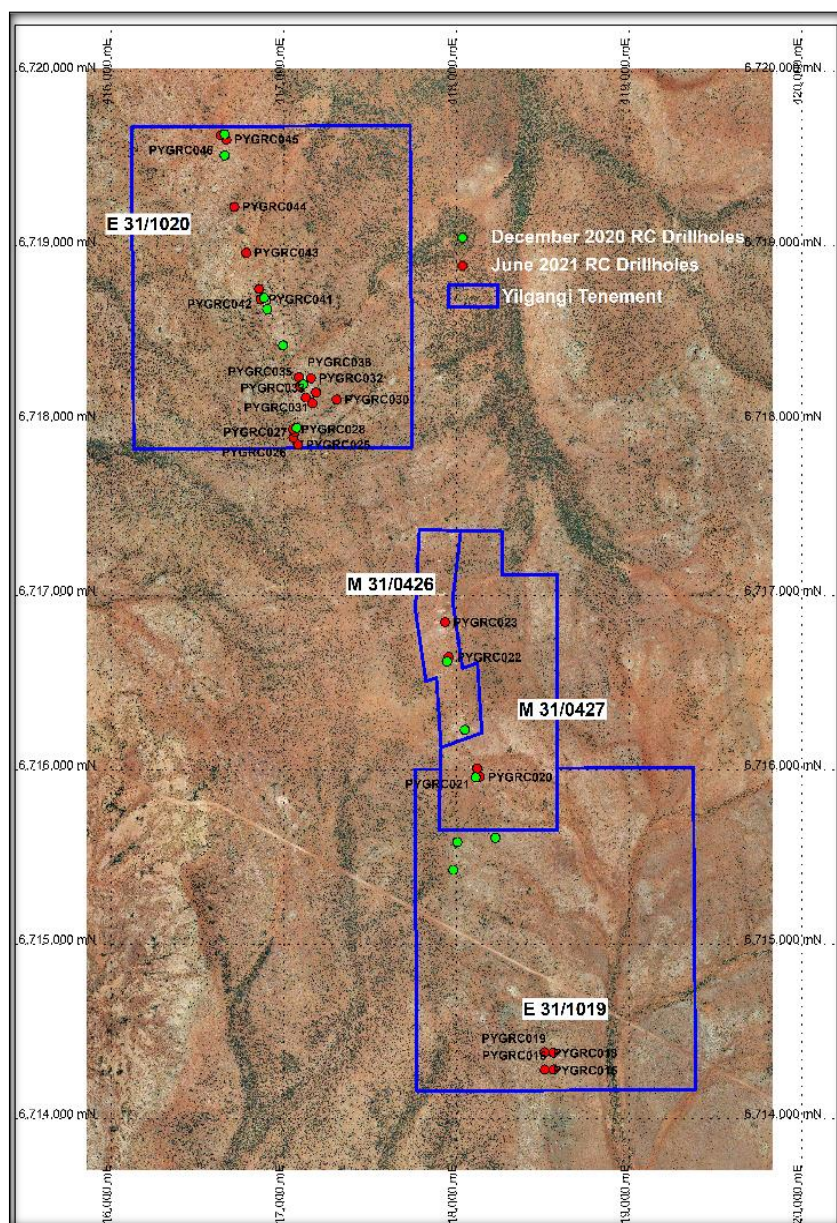 416,000 mE
417,000 mE
418,000 mE
419,000 mE
420,000 mE
6,720,000 mN
6,720,000 mN
PYGRC046
PYGRC045
PYGRC044
E 31/1020
6,719,000 mN
6,719,000 mN
December 2020 RC Drillholes
PYGRC043
June 2021 RC Drillholes
PYGRC042
PYGRC041
Yilgangi Tenement
PYGRC038
PYGRC035
PYGRC032
PYGRC031
PYGRC030
6,718,000 mN
6,718,000 mN
PYGRC027
PYGRC028
PYGRC026
PYGRC025
6,717,000 mN
6,717,000 mN
M 31/0426
PYGRC023
PYGRC022
M 31/0427
6,716,000 mN
6,716,000 mN
PYGRC021
PYGRC020
6,715,000 mN
6,715,000 mN
E 31/1019
PYGRC019
6,714,000 mN
6,714,000 mN
416,000 mE
417,000 mE
418,000 mE
419,000 mE
420,000 mE